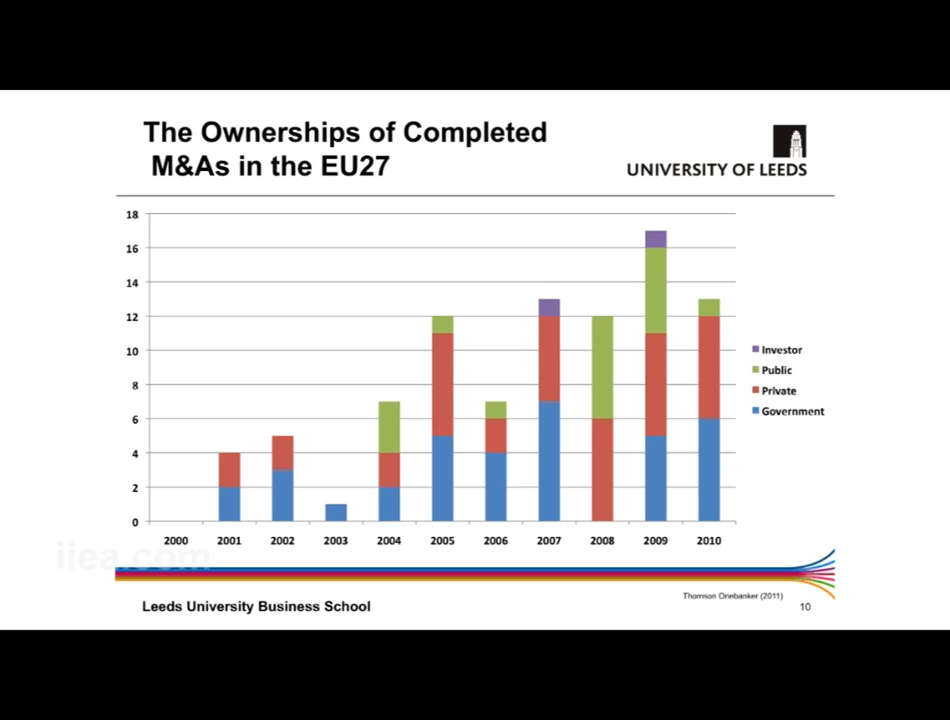 The Ownerships of Completed
M&As in the EU27
UNIVERSITY OF LEEDS
18
16
14
12
10
8
6
4
2
0
2000 2001 2002 2003 2004 2005 2006 2007 2008 2009 2010
Investor
Public
Private
Government
iiea.com
Thomson Onebanker (2011)
Leeds University Business School
10